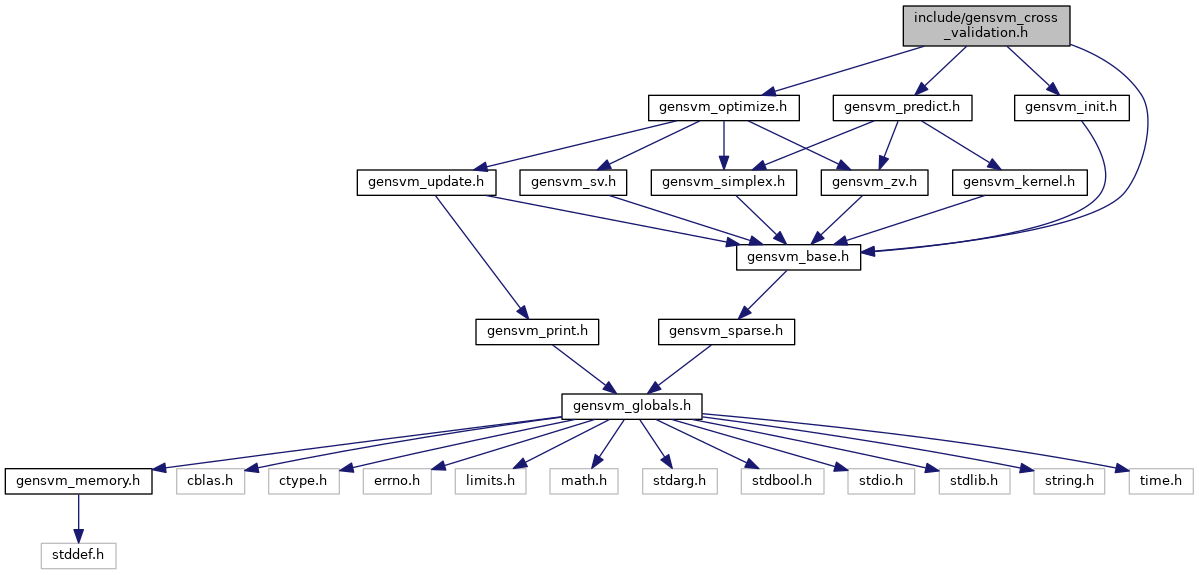 include/gensvm_cross
_validation.h
gensvm_optimize.h
gensvm_predict.h
gensvm_init.h
gensvm_update.h
gensvm_sv.h
gensvm_simplex.h
gensvm_zv.h
gensvm_kernel.h
gensvm_base.h
gensvm_print.h
gensvm_sparse.h
gensvm_globals.h
gensvm_memory.h
cblas.h
ctype.h
errno.h
limits.h
math.h
stdarg.h
stdbool.h
stdio.h
stdlib.h
string.h
time.h
stddef.h